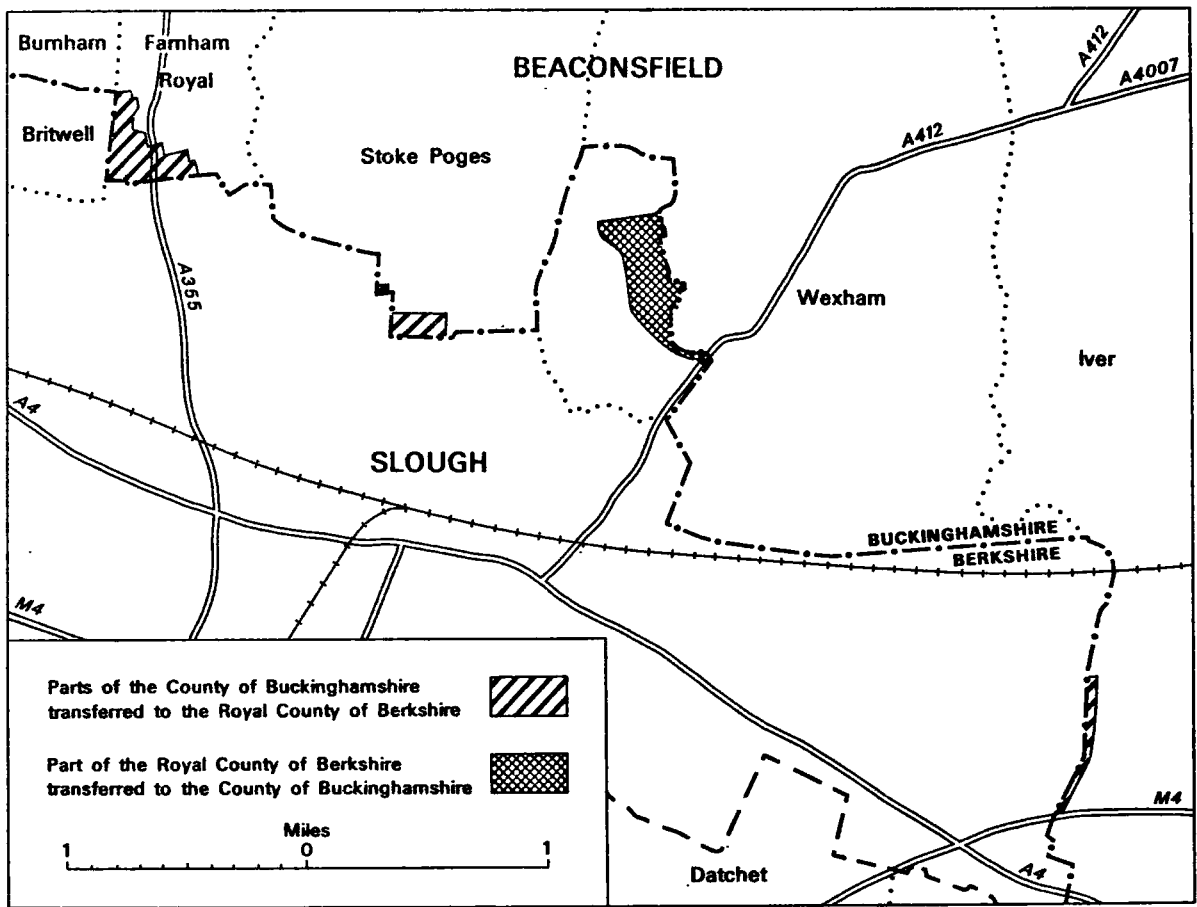 Burnham
Farnham
Royal
BEACONSFIELD
A412
A4007
Britwell
Stoke Poges
A412
A355
Wexham
Iver
A4
SLOUGH
BUCKINGHAMSHIRE
BERKSHIRE
M4
Parts of the County of Buckinghamshire
transferred to the Royal County of Berkshire
Part of the Royal County of Berkshire
transferred to the County of Buckinghamshire
Miles
1 0 1
M4
Datchet
A4